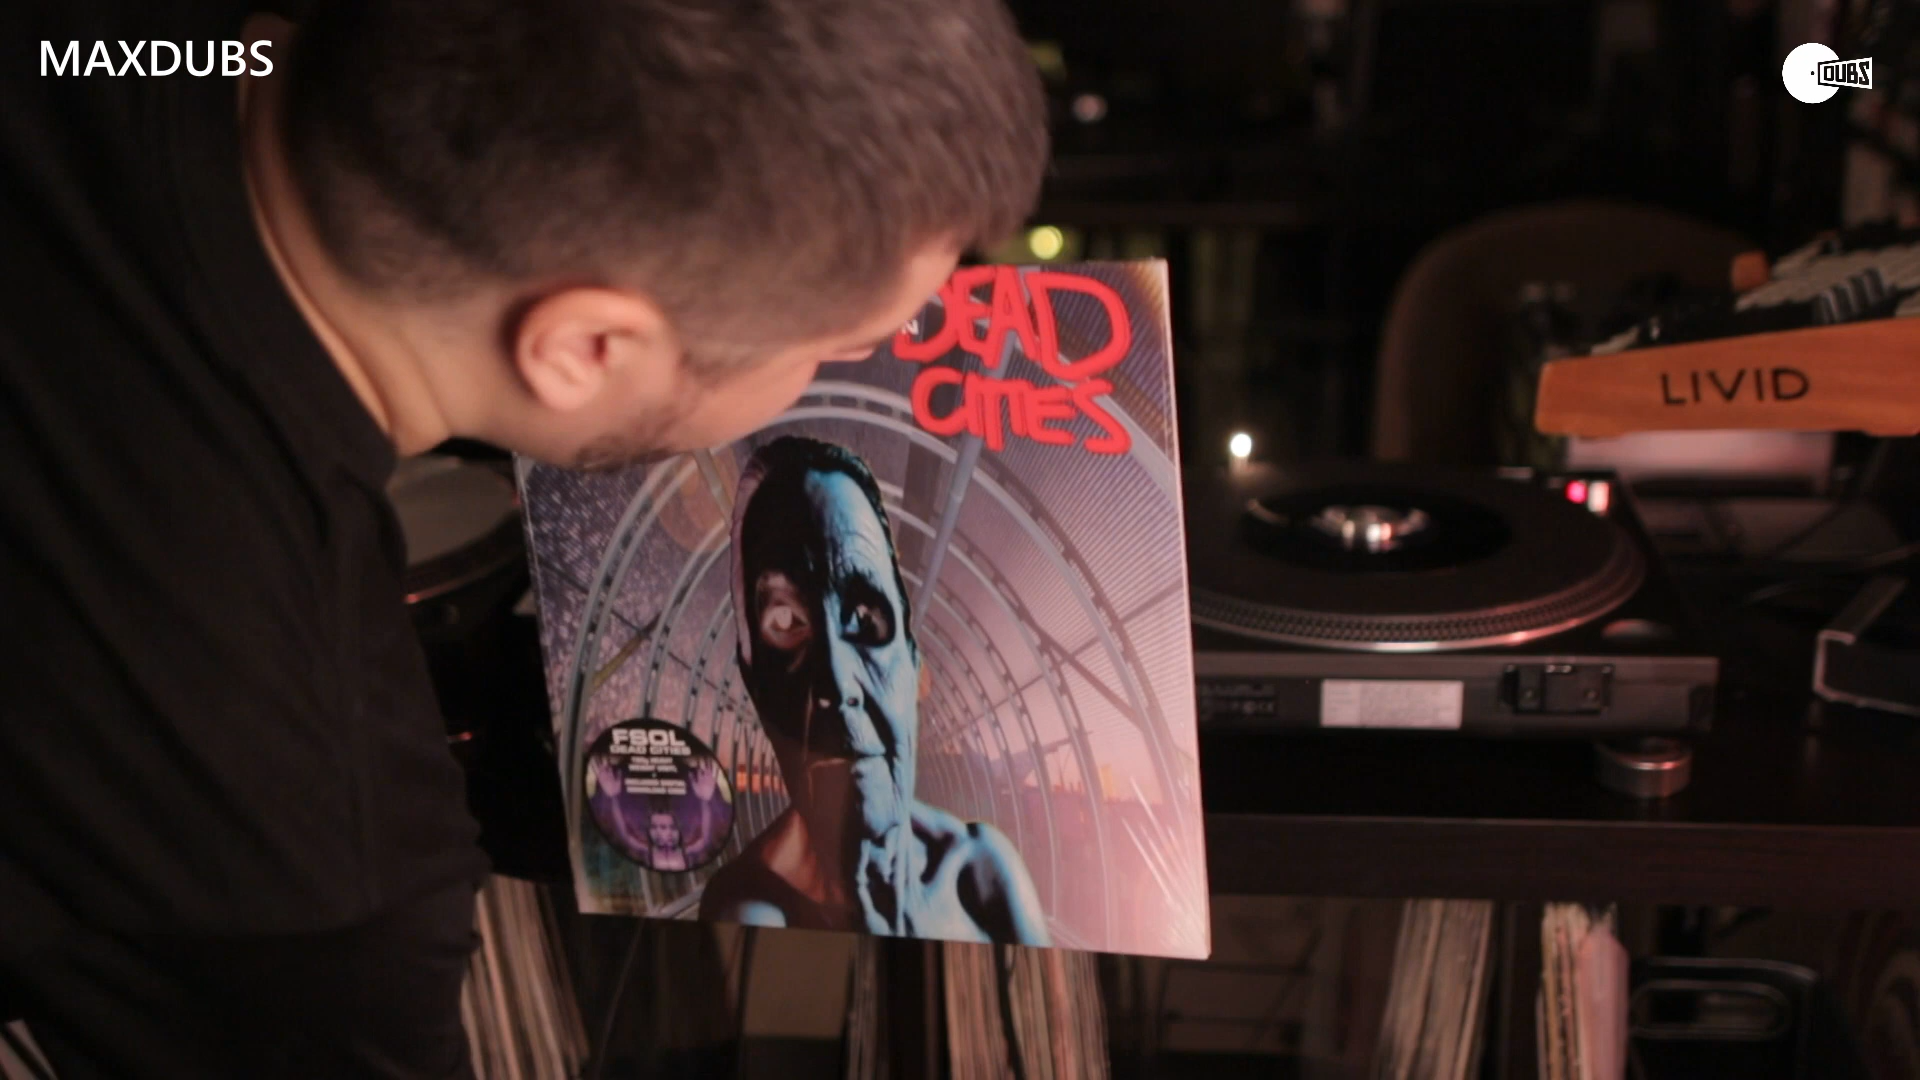 MAXDUBS
DUBS
DEAD
CITIES
LIVID
FSOL
DEAD CITIES